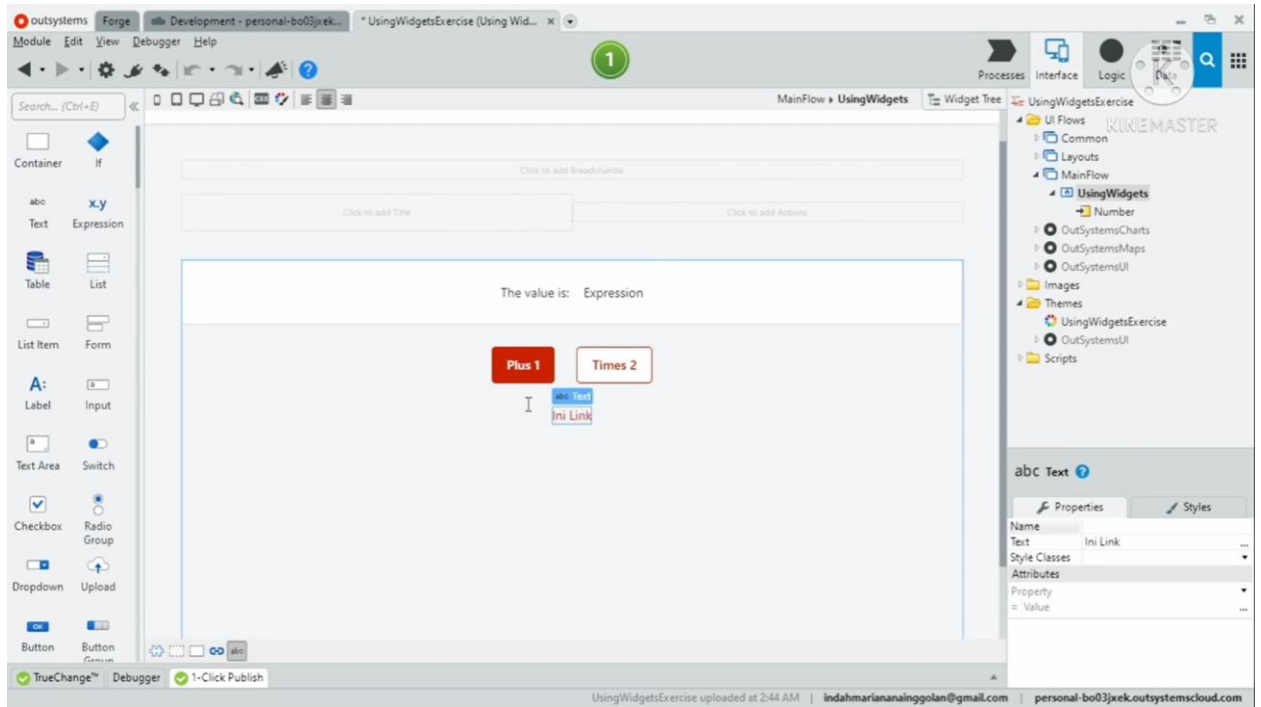 outsystems Forge Development - personal-bo03jxek... * UsingWidgetsExercise (Using Wid...
Module Edit View Debugger Help
1
Processes Interface Logic Data
Search... (Ctrl+E)
MainFlow UsingWidgets Widget Tree
UsingWidgetsExercise
UI Flows
KINEMASTER
Common
Layouts
MainFlow
UsingWidgets
Number
OutSystemsCharts
OutSystemsMaps
OutSystemsUI
Images
Themes
UsingWidgetsExercise
OutSystemsUI
Scripts
Container If
abc x.y
Text Expression
Table List
List Item Form
A:
Label Input
Text Area Switch
Checkbox Radio Group
Dropdown Upload
OK
Button Button Group
Click to add Breadcrumbs
Click to add Title Click to add Actions
The value is: Expression
Plus 1 Times 2
abc Text
Ini Link
abc Text
Properties Styles
Name
Text Ini Link ...
Style Classes
Attributes
Property
= Value ...
abc
TrueChange™ Debugger 1-Click Publish
UsingWidgetsExercise uploaded at 2:44 AM | indahmariananainggolan@gmail.com | personal-bo03jxek.outsystemscloud.com